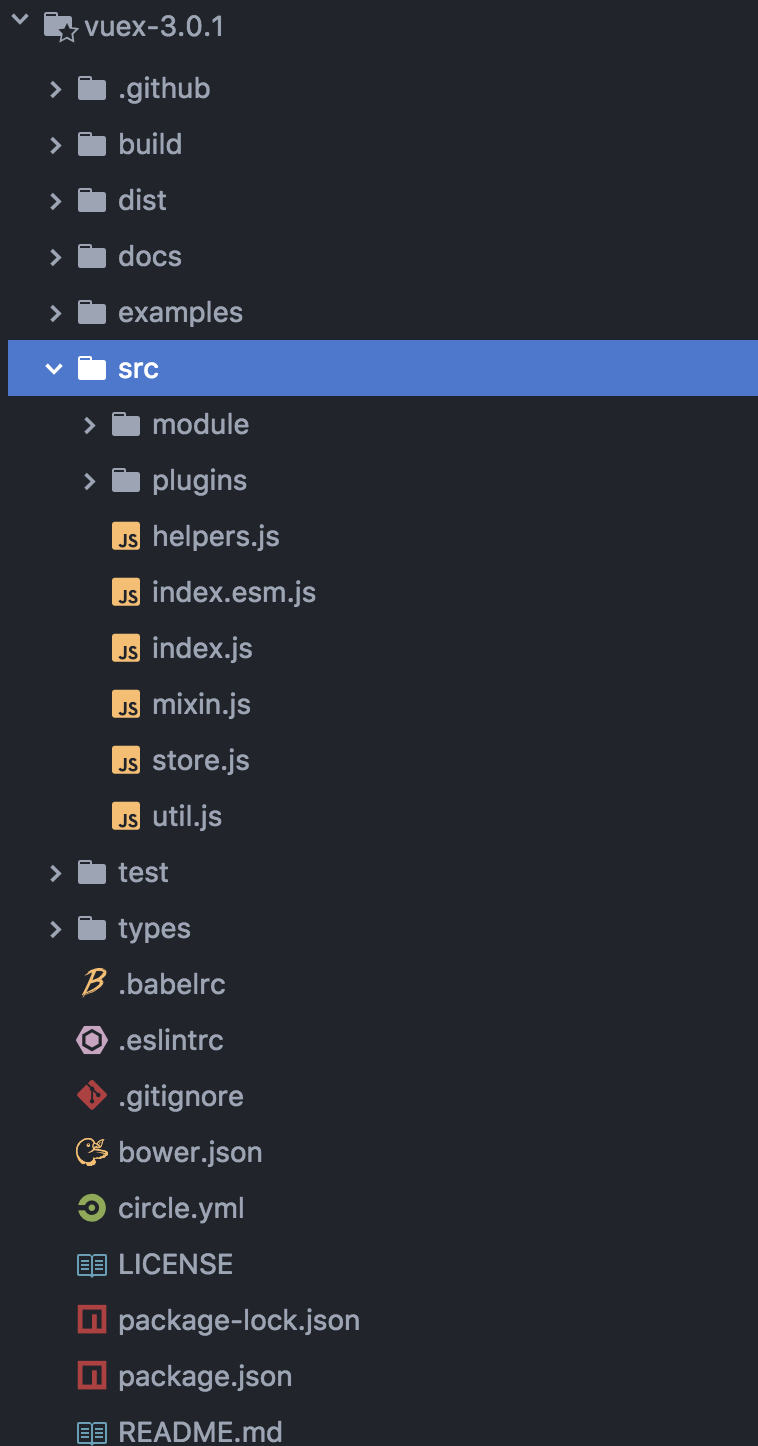 vuex-3.0.1
.github
build
dist
docs
examples
src
module
plugins
JS helpers.js
JS index.esm.js
JS index.js
JS mixin.js
JS store.js
JS util.js
test
types
B .babelrc
.eslintrc
.gitignore
bower.json
circle.yml
LICENSE
package-lock.json
package.json
README.md